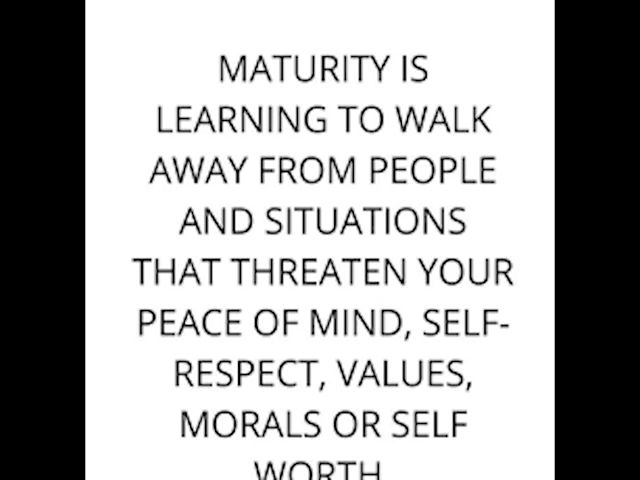 MATURITY IS
LEARNING TO WALK
AWAY FROM PEOPLE
AND SITUATIONS
THAT THREATEN YOUR
PEACE OF MIND, SELF-
RESPECT, VALUES,
MORALS OR SELF
WORTH